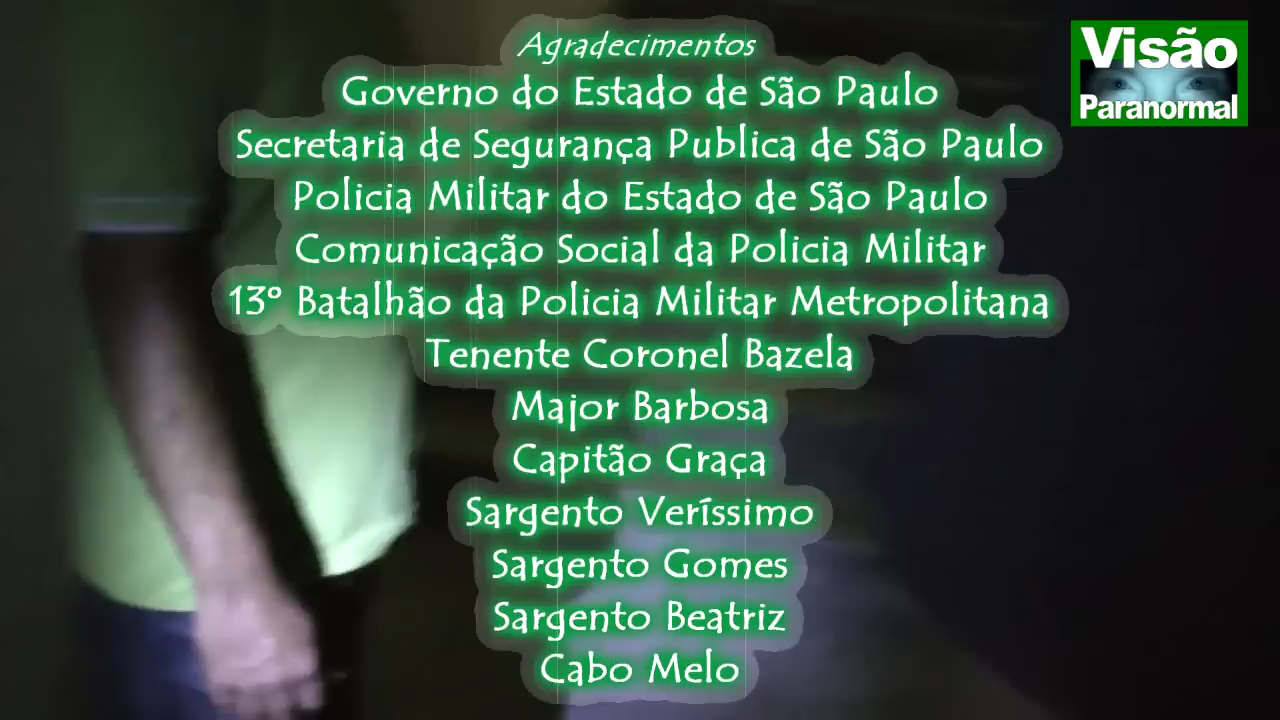 Agradecimentos
Governo do Estado de São Paulo
Secretaria de Segurança Publica de São Paulo
Policia Militar do Estado de São Paulo
Comunicação Social da Policia Militar
13º Batalhão da Policia Militar Metropolitana
Tenente Coronel Bazela
Major Barbosa
Capitão Graça
Sargento Veríssimo
Sargento Gomes
Sargento Beatriz
Cabo Melo
Visão
Paranormal